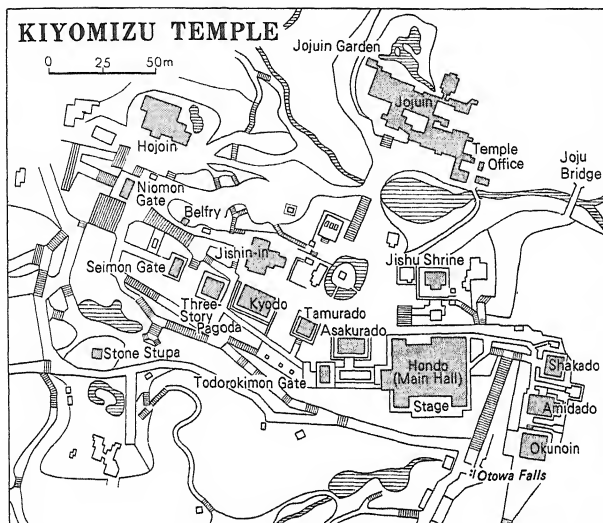 KIYOMIZU TEMPLE
0 25 50m
Jojuin Garden
Jojuin
Hojoin
Temple
Office
Joju
Bridge
Niomon
Gate
Belfry
Jishin-in
Jishu Shrine
Seimon Gate
Three-
Story
Pagoda
Kyodo
Tamurado
Asakurado
Stone Stupa
Todorokimon Gate
Hondo
(Main Hall)
Stage
Shakado
Amidado
Okunoin
Otowa Falls